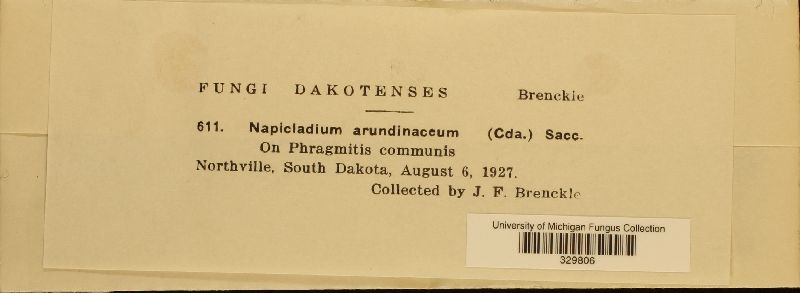 FUNGI DAKOTENSES Brenckle
611. Napicladium arundinaceum (Cda.) Sacc.
On Phragmitis communis
Northville, South Dakota, August 6, 1927.
Collected by J. F. Brenckle
University of Michigan Fungus Collection
329806